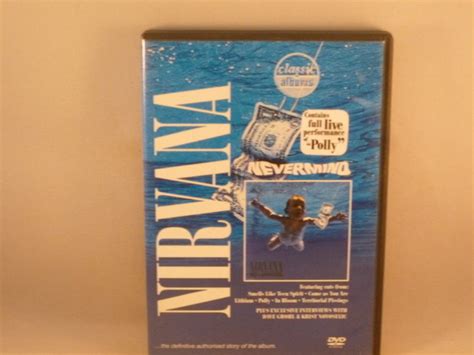 NIRVANA
classic
albums
Contains
full live
performance
"Polly"
NEVERMIND
NIRVANA
Featuring cuts from:
Smells Like Teen Spirit • Come as You Are
Lithium • Polly • In Bloom • Territorial Pissings
PLUS EXCLUSIVE INTERVIEWS WITH
DAVE GROHL & KRIST NOVOSELIC
...the definitive authorised story of the album.
DVD